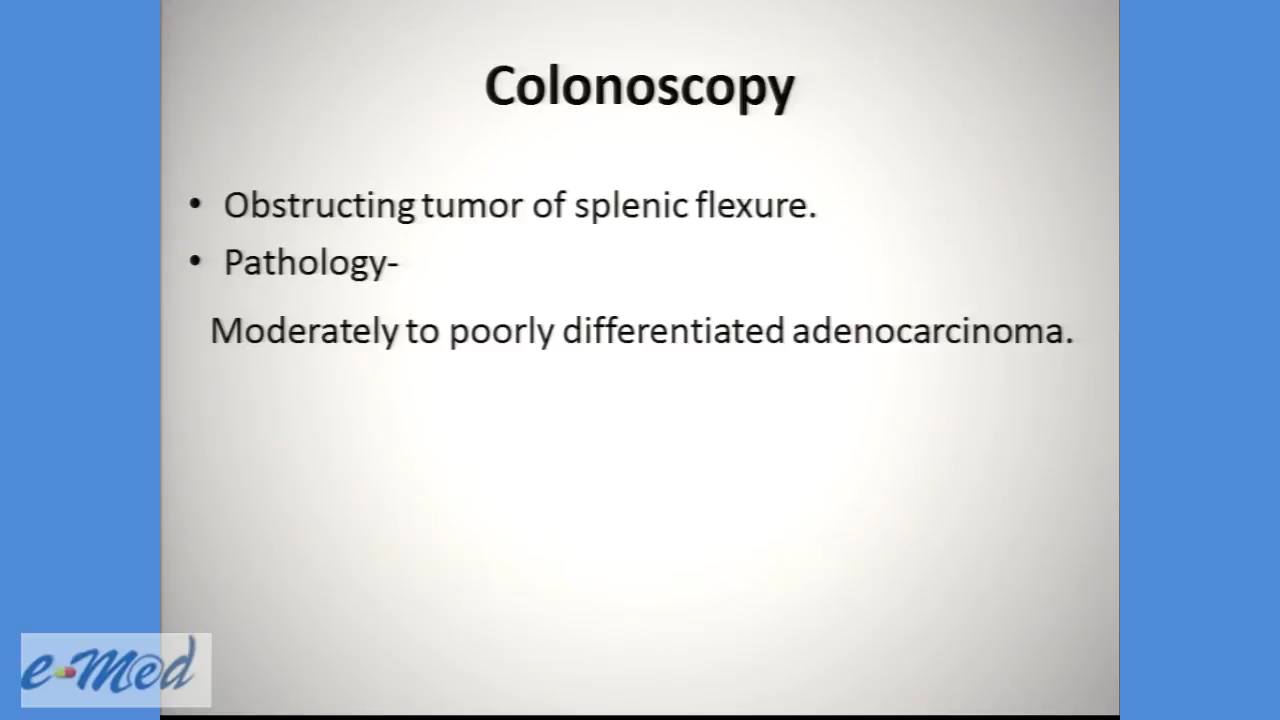 Colonoscopy
• Obstructing tumor of splenic flexure.
• Pathology-
Moderately to poorly differentiated adenocarcinoma.
e-Med